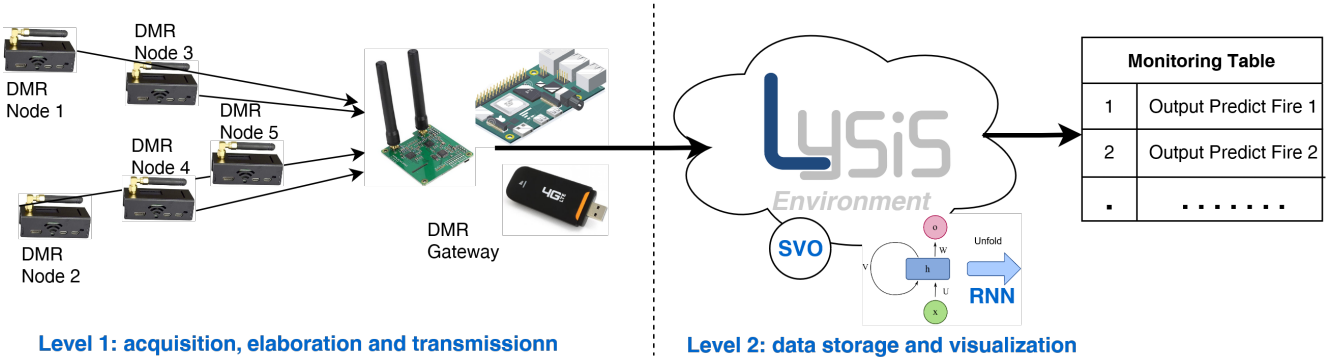 DMR
Node 1
DMR
Node 3
DMR
Node 5
DMR
Node 4
DMR
Node 2
4G
LTE
DMR
Gateway
Level 1: acquisition, elaboration and transmissionn
Lysis
Environment
SVO
o
W
V
h
U
x
Unfold
RNN
Level 2: data storage and visualization
Monitoring Table
1 Output Predict Fire 1
2 Output Predict Fire 2
. . . . . . . .